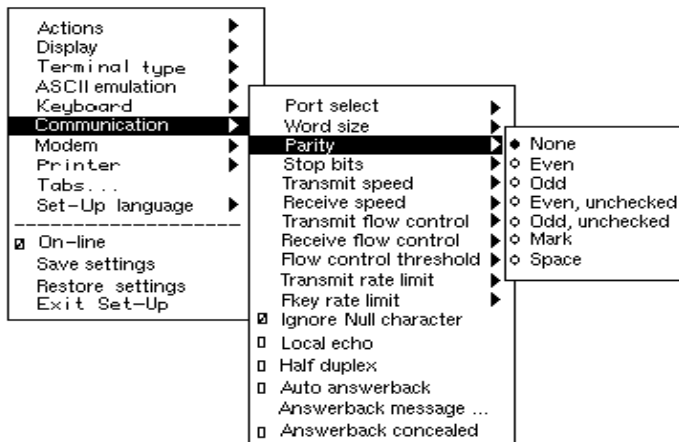 Actions
Display
Terminal type
ASCII emulation
Keyboard
Communication
Modem
Printer
Tabs...
Set-Up language
On-line
Save settings
Restore settings
Exit Set-Up
Port select
Word size
Parity
Stop bits
Transmit speed
Receive speed
Transmit flow control
Receive flow control
Flow control threshold
Transmit rate limit
Fkey rate limit
Ignore Null character
Local echo
Half duplex
Auto answerback
Answerback message ...
Answerback concealed
None
Even
Odd
Even, unchecked
Odd, unchecked
Mark
Space